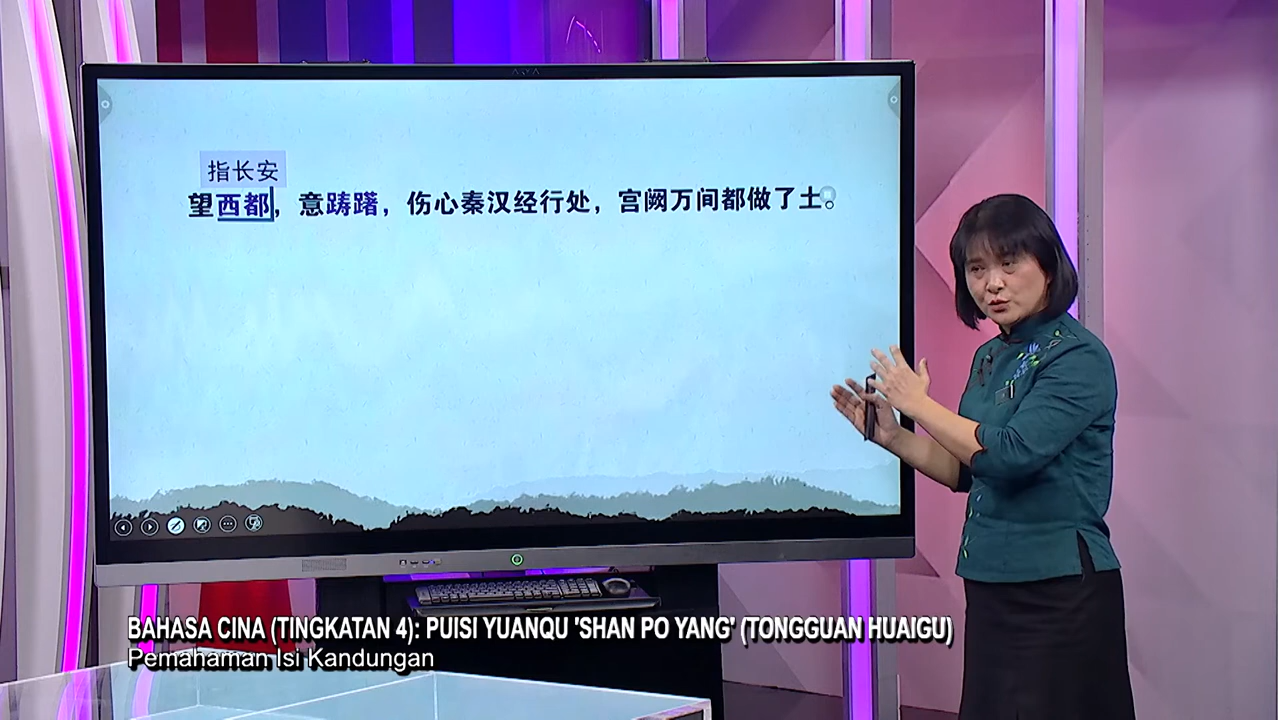 指长安
望西都，意踌躇，伤心秦汉经行处，宫阙万间都做了土。
BAHASA CINA (TINGKATAN 4): PUISI YUANQU 'SHAN PO YANG' (TONGGUAN HUAIGU)
Pemahaman Isi Kandungan